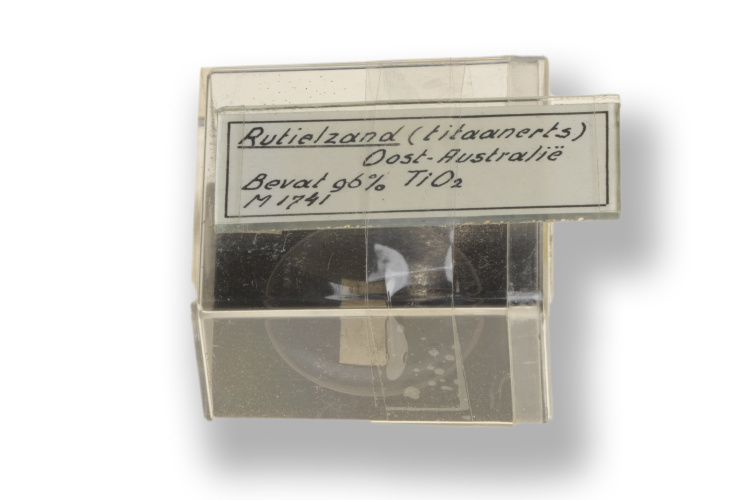 Rutielzand (titaanerts)
Oost-Australië
Bevat 96% TiO₂
M 1741